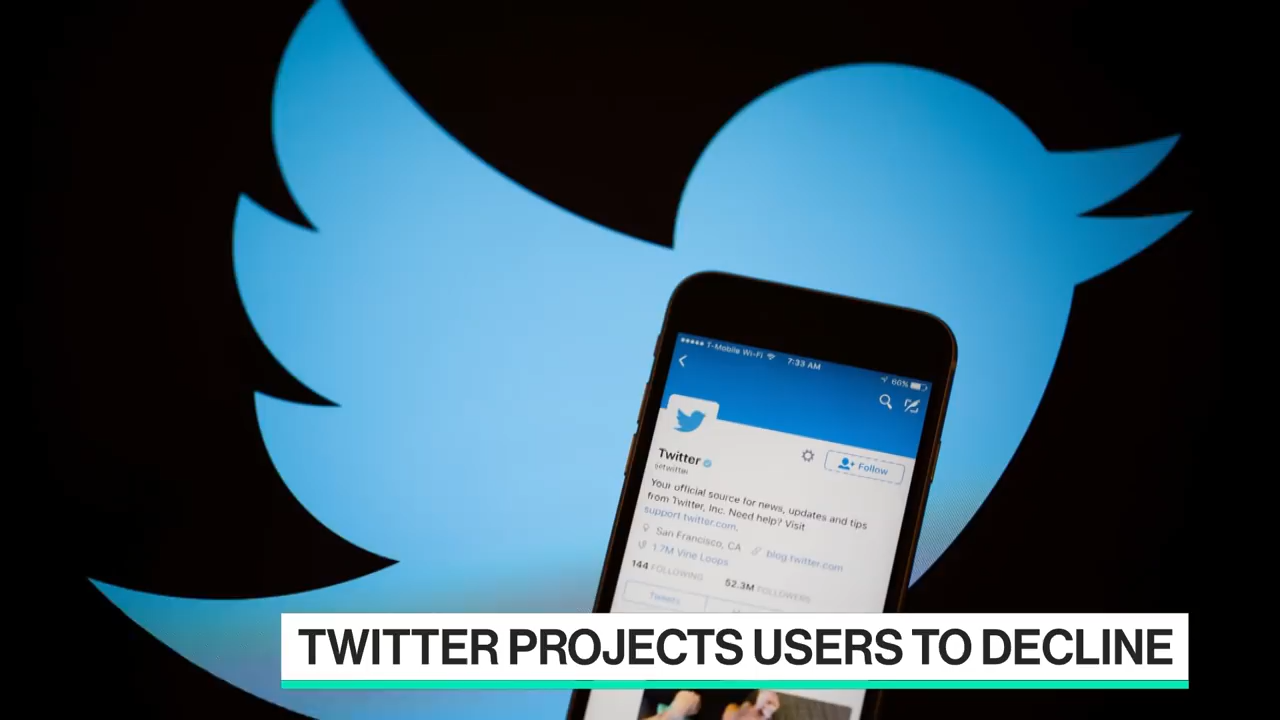 T-Mobile Wi-Fi 7:33 AM 60%
Twitter
@twitter
Follow
Your official source for news, updates and tips
from Twitter, Inc. Need help? Visit
support.twitter.com.
San Francisco, CA blog.twitter.com
1.7M Vine Loops
144 FOLLOWING 52.3M FOLLOWERS
Tweets
TWITTER PROJECTS USERS TO DECLINE